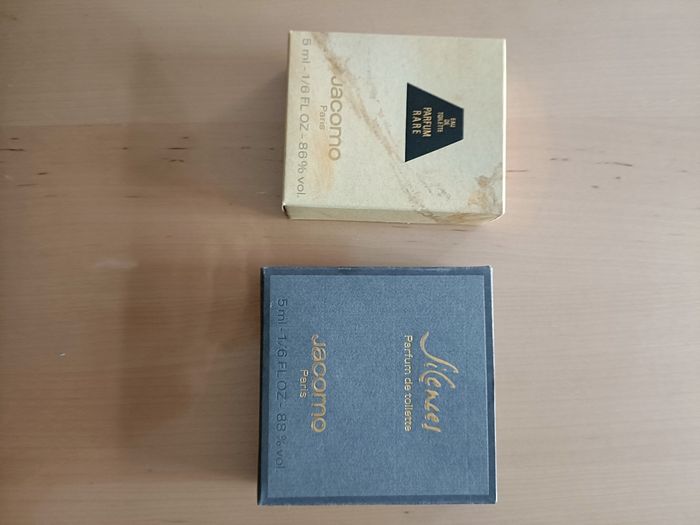 EAU
DE
TOILETTE
PARFUM
RARE
Jacomo
Paris
5 ml - 1/6 FL OZ - 86% vol.
Silences
Parfum de toilette
Jacomo
Paris
5 ml - 1/6 FL OZ - 88% vol.